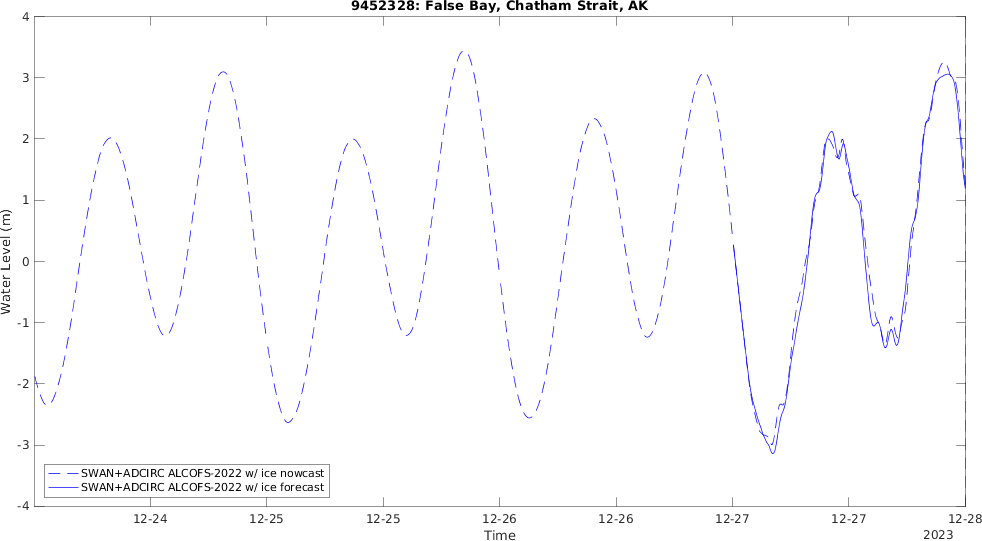 9452328: False Bay, Chatham Strait, AK
4
3
2
1
0
-1
-2
-3
-4
Water Level (m)
SWAN+ADCIRC ALCOFS-2022 w/ ice nowcast
SWAN+ADCIRC ALCOFS-2022 w/ ice forecast
12-24 12-25 12-25 12-26 12-26 12-27 12-27 12-28
Time
2023